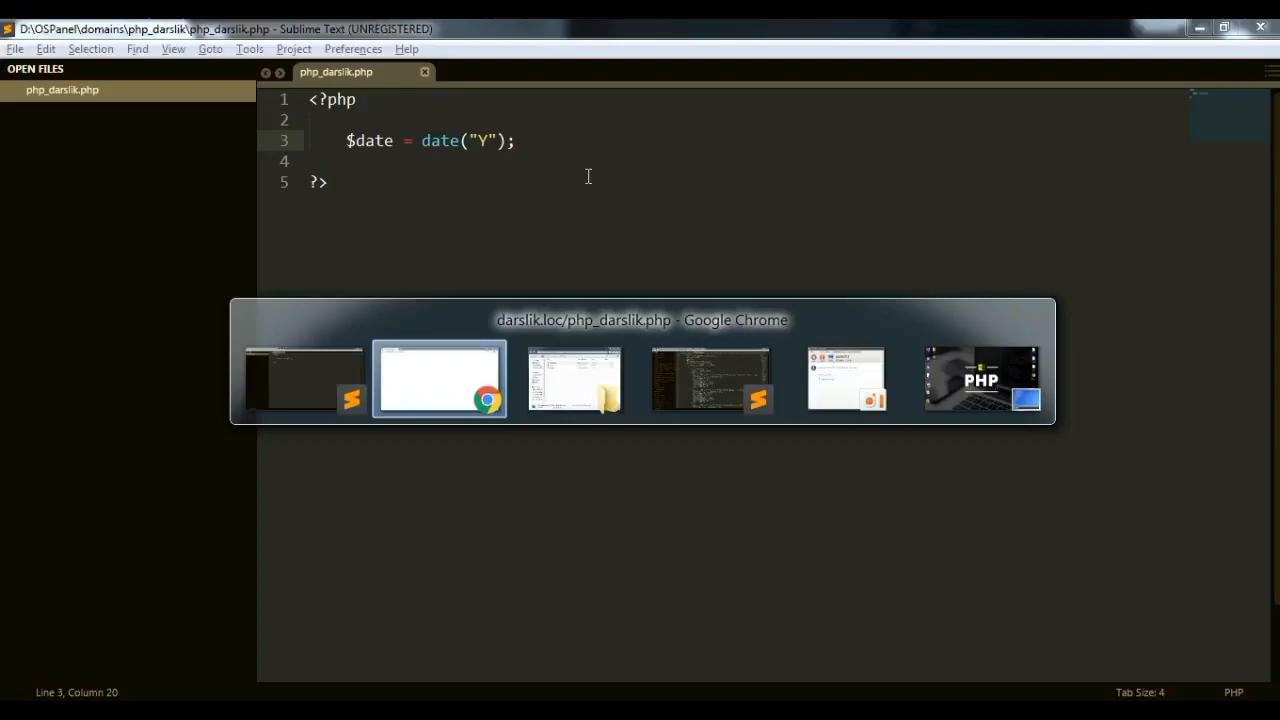 D:\OSPanel\domains\php_darslik\php_darslik.php - Sublime Text (UNREGISTERED)
File Edit Selection Find View Goto Tools Project Preferences Help
OPEN FILES
php_darslik.php
php_darslik.php
1 <?php
2
3 $date = date("Y");
4
5 ?>
darslik.loc/php_darslik.php - Google Chrome
PHP
Line 3, Column 20
Tab Size: 4
PHP